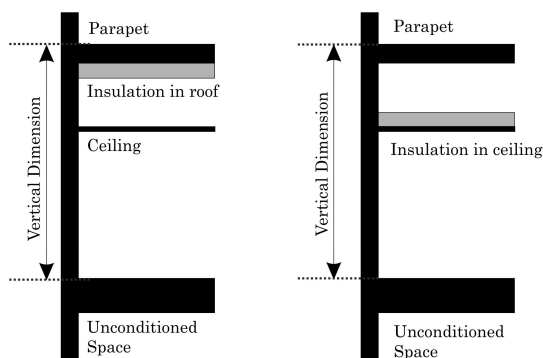 Parapet
Insulation in roof
Ceiling
Vertical Dimension
Unconditioned
Space
Parapet
Insulation in ceiling
Vertical Dimension
Unconditioned
Space